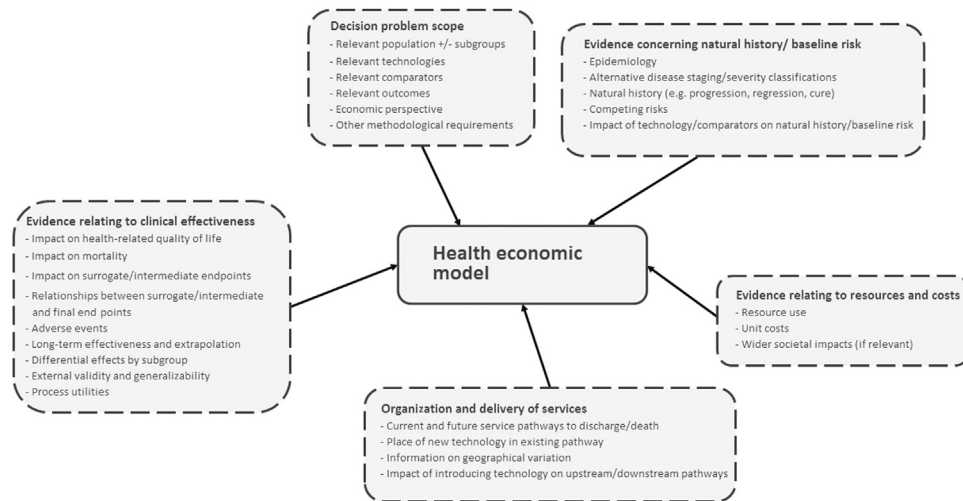 Decision problem scope
- Relevant population +/- subgroups
- Relevant technologies
- Relevant comparators
- Relevant outcomes
- Economic perspective
- Other methodological requirements
Evidence concerning natural history/ baseline risk
- Epidemiology
- Alternative disease staging/severity classifications
- Natural history (e.g. progression, regression, cure)
- Competing risks
- Impact of technology/comparators on natural history/baseline risk
Evidence relating to clinical effectiveness
- Impact on health-related quality of life
- Impact on mortality
- Impact on surrogate/intermediate endpoints
- Relationships between surrogate/intermediate
and final end points
- Adverse events
- Long-term effectiveness and extrapolation
- Differential effects by subgroup
- External validity and generalizability
- Process utilities
Health economic
model
Evidence relating to resources and costs
- Resource use
- Unit costs
- Wider societal impacts (if relevant)
Organization and delivery of services
- Current and future service pathways to discharge/death
- Place of new technology in existing pathway
- Information on geographical variation
- Impact of introducing technology on upstream/downstream pathways